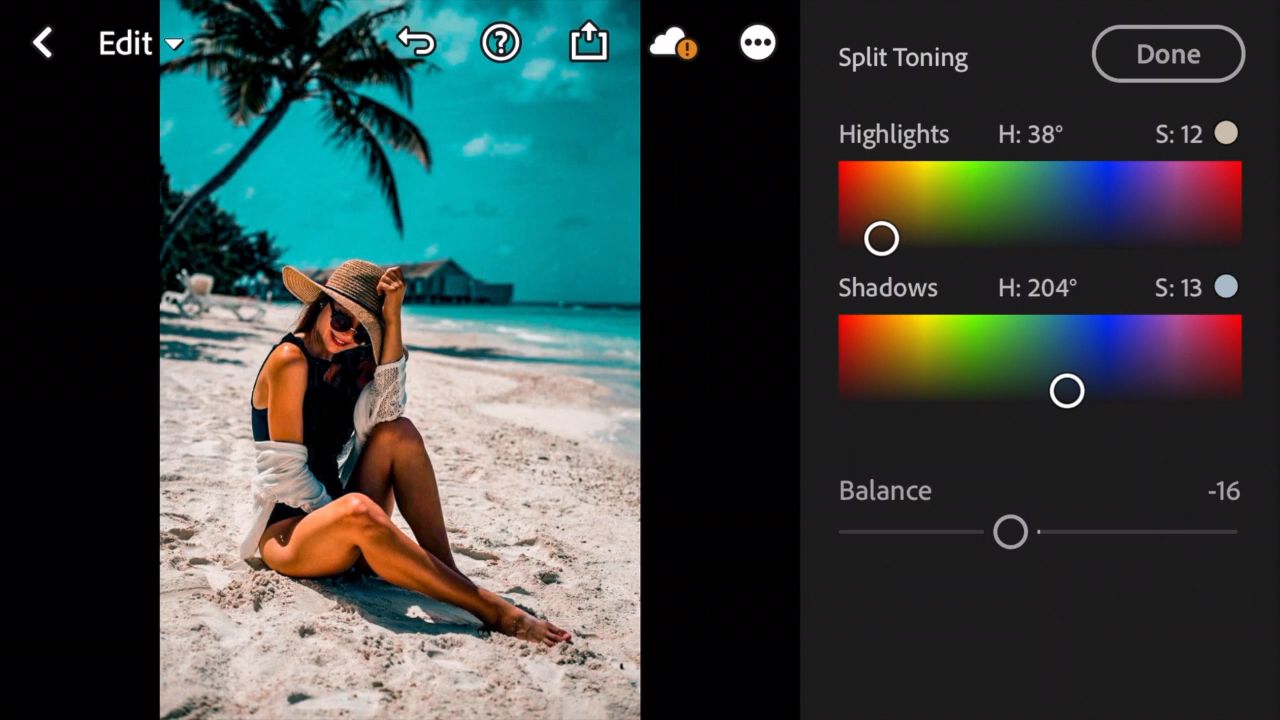 Edit
Split Toning
Done
Highlights H: 38° S: 12
Shadows H: 204° S: 13
Balance -16